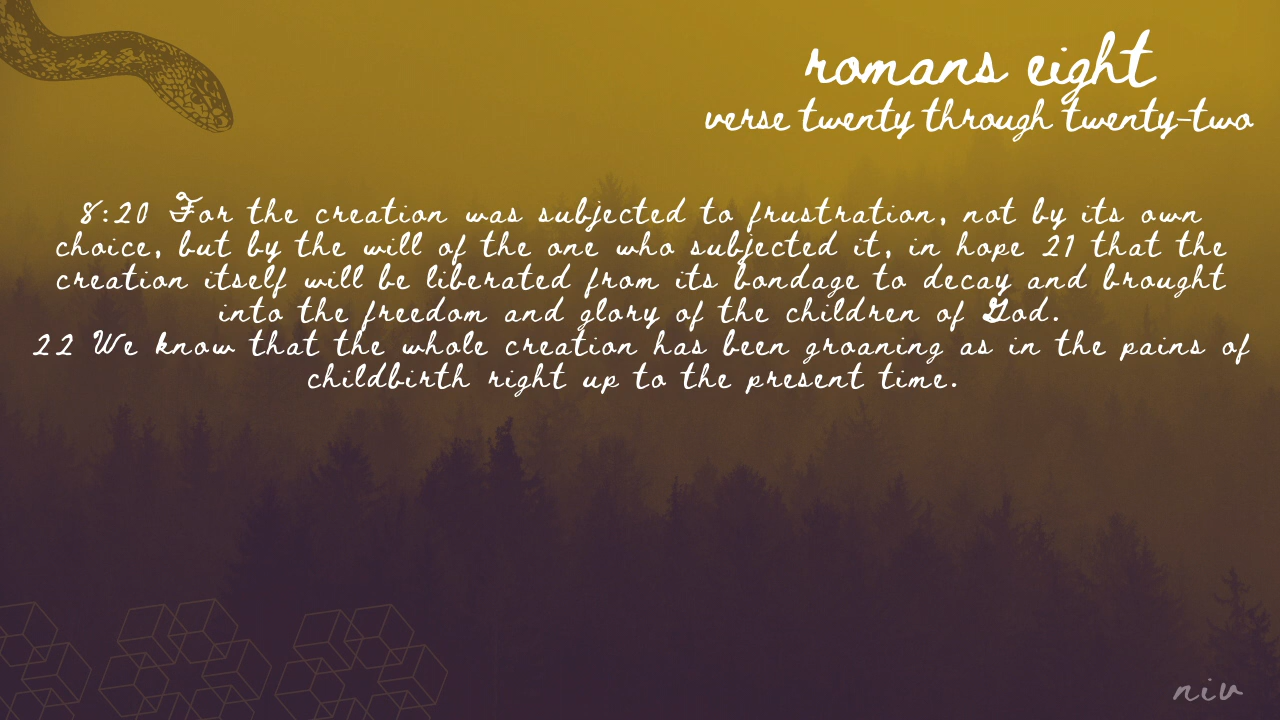 romans eight
verse twenty through twenty-two
8:20 For the creation was subjected to frustration, not by its own
choice, but by the will of the one who subjected it, in hope 21 that the
creation itself will be liberated from its bondage to decay and brought
into the freedom and glory of the children of God.
22 We know that the whole creation has been groaning as in the pains of
childbirth right up to the present time.
niv